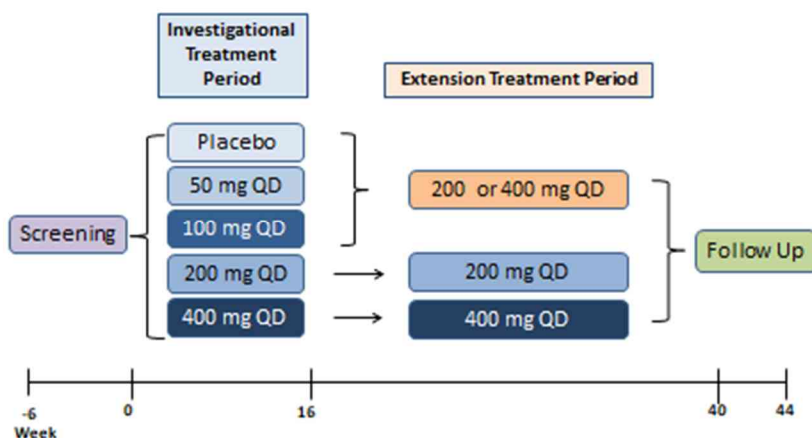 Investigational
Treatment
Period
Extension Treatment Period
Screening
Placebo
50 mg QD
100 mg QD
200 mg QD
400 mg QD
200 or 400 mg QD
200 mg QD
400 mg QD
Follow Up
-6 0 16 40 44
Week